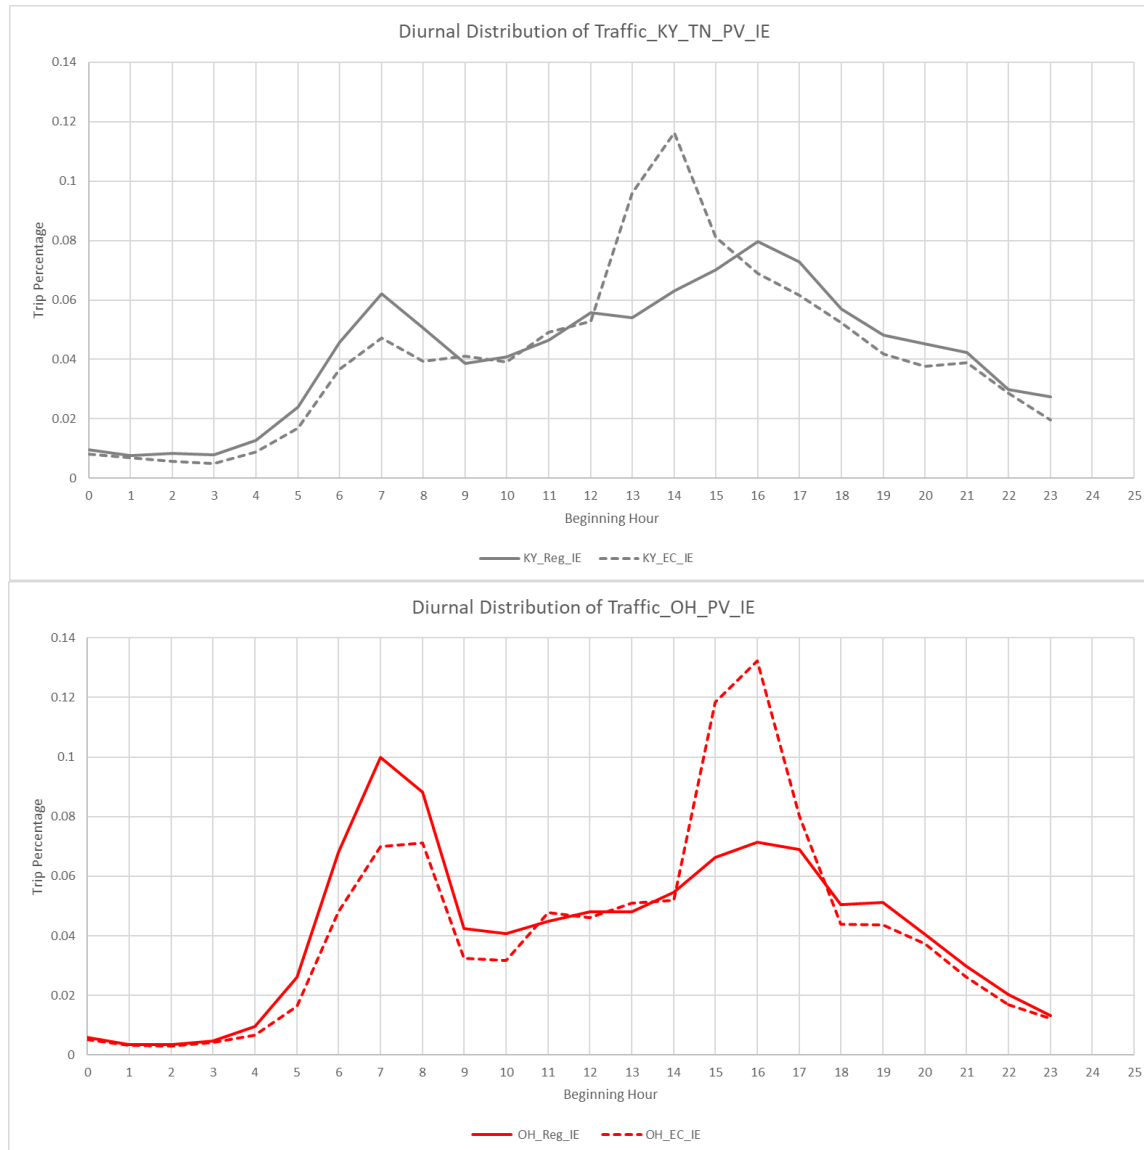 Diurnal Distribution of Traffic_KY_TN_PV_IE
0.14
0.12
0.1
0.08
0.06
0.04
0.02
0
Trip Percentage
0 1 2 3 4 5 6 7 8 9 10 11 12 13 14 15 16 17 18 19 20 21 22 23 24 25
Beginning Hour
KY_Reg_IE KY_EC_IE
Diurnal Distribution of Traffic_OH_PV_IE
0.14
0.12
0.1
0.08
0.06
0.04
0.02
0
Trip Percentage
0 1 2 3 4 5 6 7 8 9 10 11 12 13 14 15 16 17 18 19 20 21 22 23 24 25
Beginning Hour
OH_Reg_IE OH_EC_IE